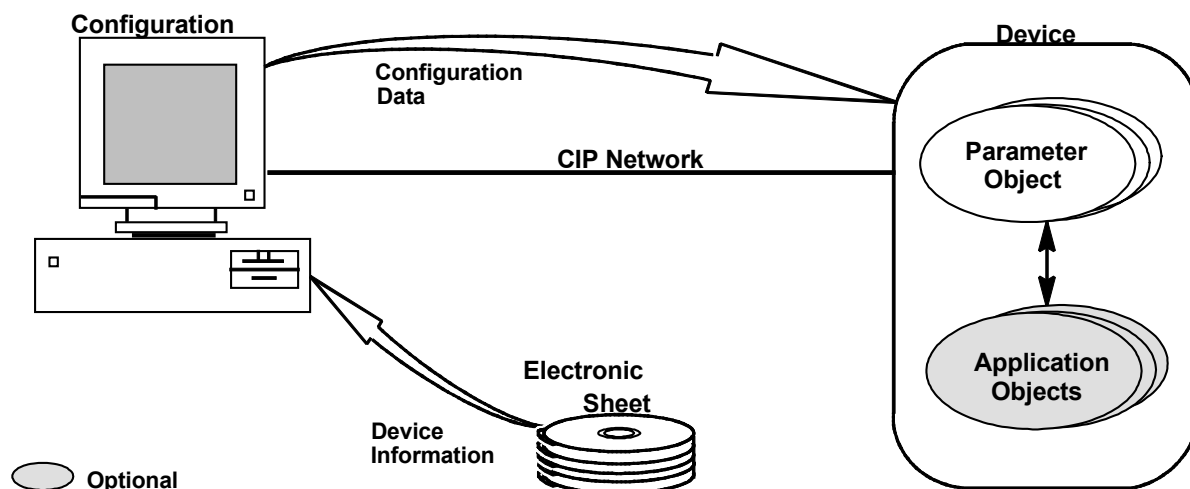 Configuration
Device
Configuration
Data
CIP Network
Parameter
Object
Application
Objects
Electronic
Sheet
Device
Information
Optional